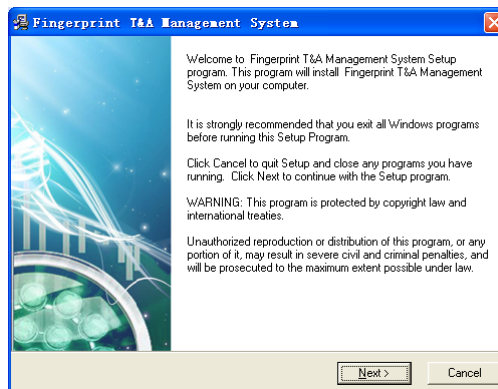 Fingerprint T&A Management System
Welcome to Fingerprint T&A Management System Setup
program. This program will install Fingerprint T&A Management
System on your computer.
It is strongly recommended that you exit all Windows programs
before running this Setup Program.
Click Cancel to quit Setup and close any programs you have
running. Click Next to continue with the Setup program.
WARNING: This program is protected by copyright law and
international treaties.
Unauthorized reproduction or distribution of this program, or any
portion of it, may result in severe civil and criminal penalties, and
will be prosecuted to the maximum extent possible under law.
Next >
Cancel